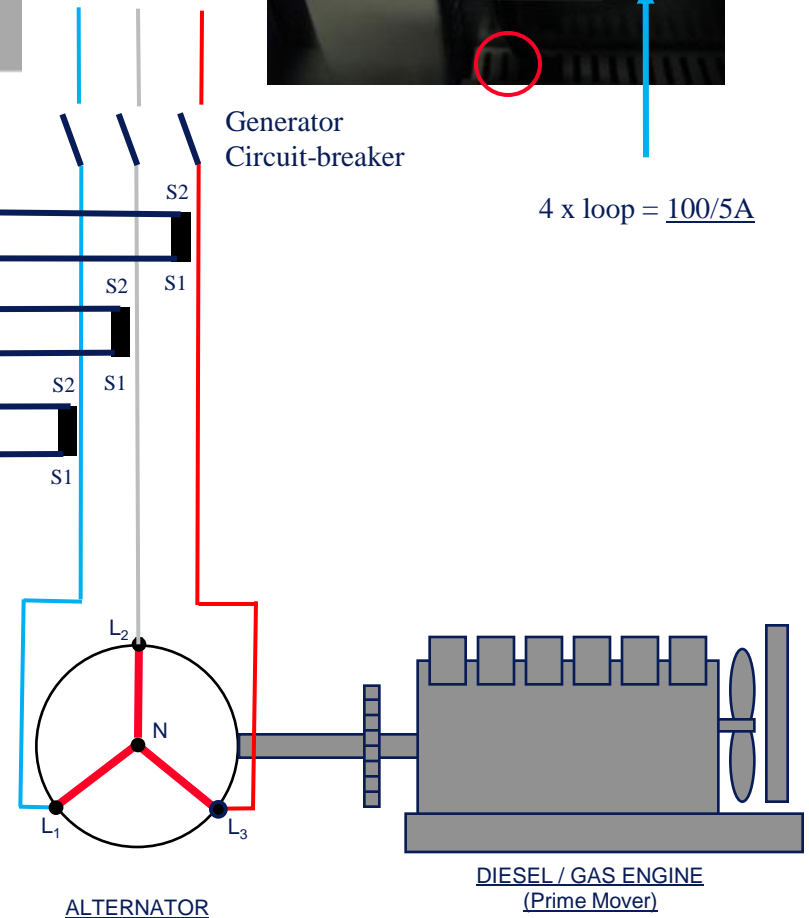 Generator
Circuit-breaker
4 x loop = 100/5A
S2
S1
S2
S1
S2
S1
L2
N
L1
L3
DIESEL / GAS ENGINE
(Prime Mover)
ALTERNATOR